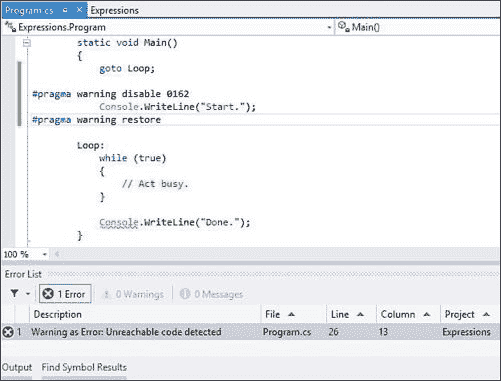 Program.cs Expressions
Expressions.Program Main()
static void Main()
{
goto Loop;
#pragma warning disable 0162
Console.WriteLine("Start.");
#pragma warning restore
Loop:
while (true)
{
// Act busy.
}
Console.WriteLine("Done.");
}
100 %
Error List
1 Error 0 Warnings 0 Messages
Description File Line Column Project
1 Warning as Error: Unreachable code detected Program.cs 26 13 Expressions
Output Find Symbol Results